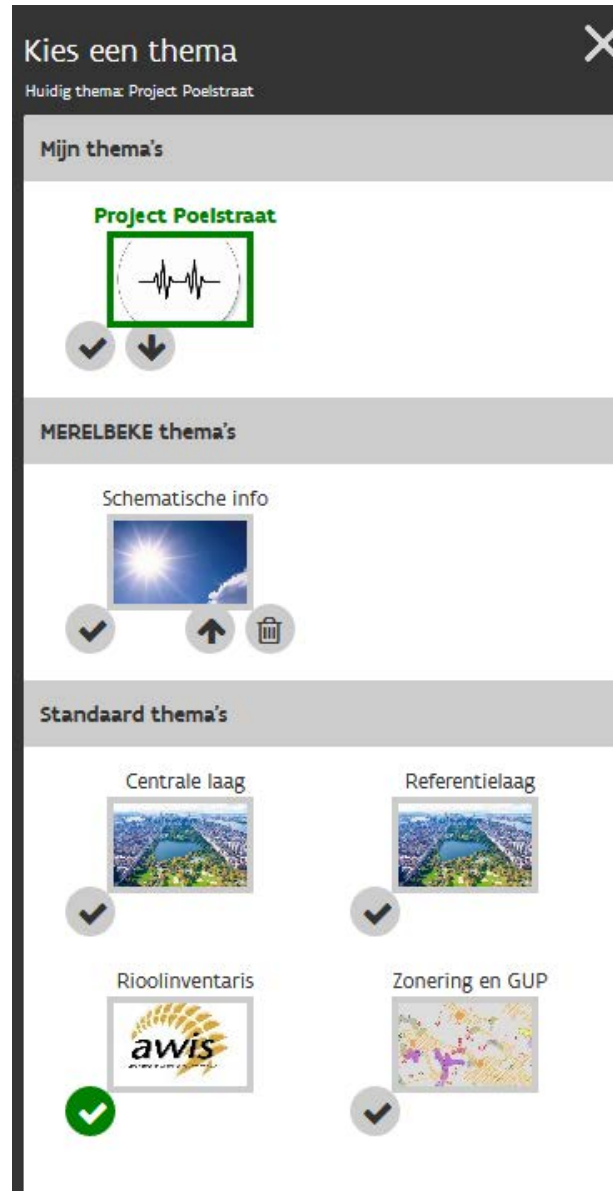 Kies een thema
Huidig thema: Project Poelstraat
Mijn thema's
Project Poelstraat
MERELBEKE thema's
Schematische info
Standaard thema's
Centrale laag
Referentielaag
Rioolinventaris
Zonering en GUP
awis